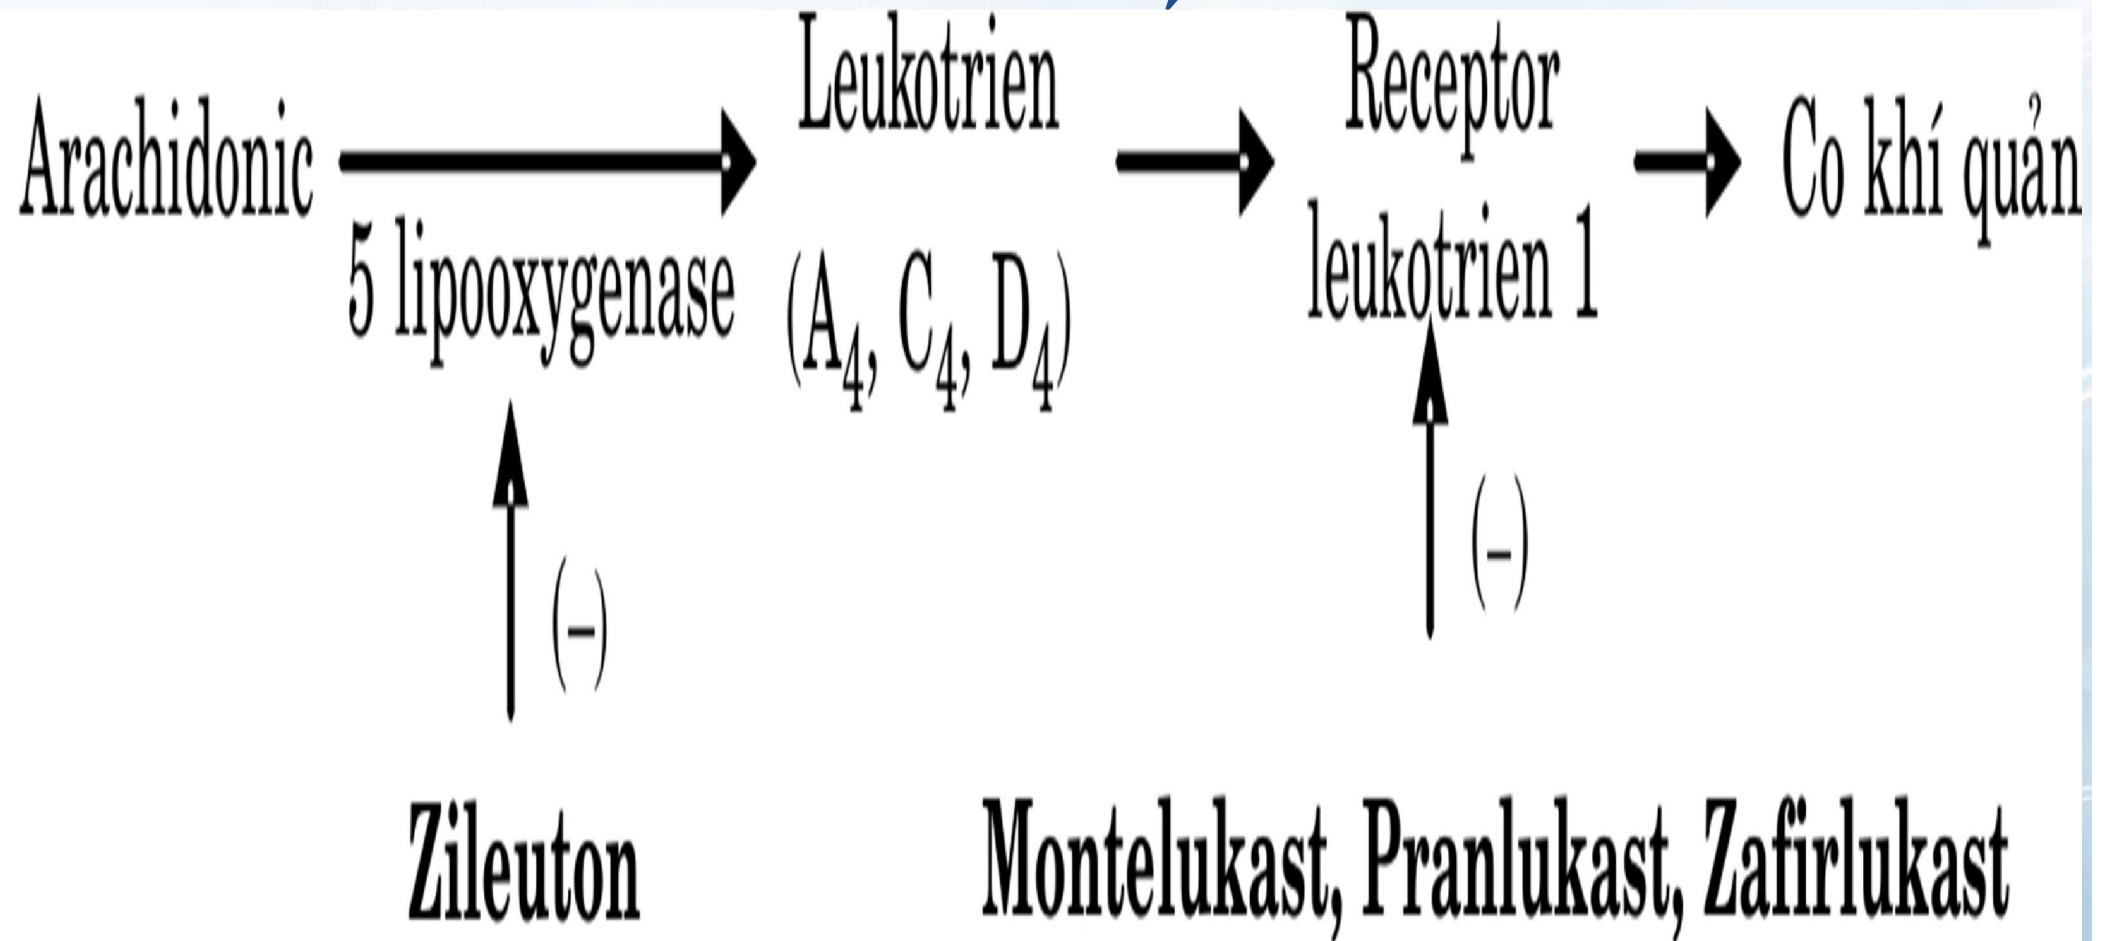 Arachidonic
5 lipooxygenase
Leukotrien
(A₄, C₄, D₄)
Receptor
leukotrien 1
Co khí quản
(–)
(–)
Zileuton
Montelukast, Pranlukast, Zafirlukast